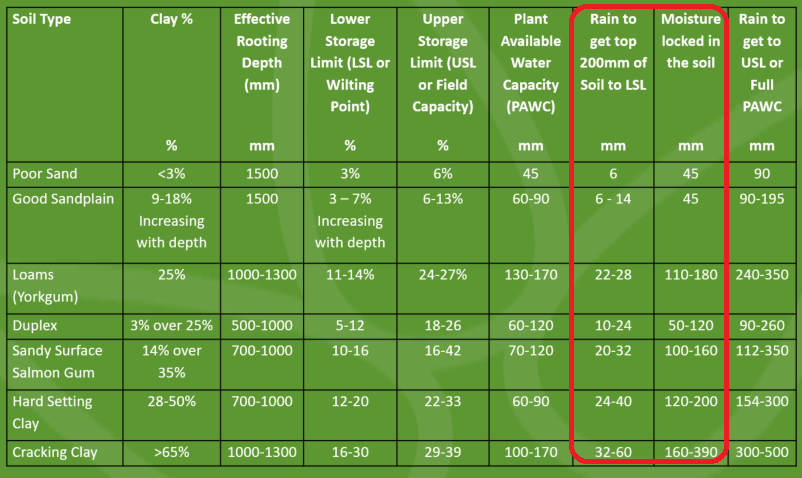 Soil Type Clay % Effective Rooting Depth (mm) Lower Storage Limit (LSL or Wilting Point) Upper Storage Limit (USL or Field Capacity) Plant Available Water Capacity (PAWC) Rain to get top 200mm of Soil to LSL Moisture locked in the soil Rain to get to USL or Full PAWC
% mm % % mm mm mm mm
Poor Sand <3% 1500 3% 6% 45 6 45 90
Good Sandplain 9-18% Increasing with depth 1500 3 – 7% Increasing with depth 6-13% 60-90 6 - 14 45 90-195
Loams (Yorkgum) 25% 1000-1300 11-14% 24-27% 130-170 22-28 110-180 240-350
Duplex 3% over 25% 500-1000 5-12 18-26 60-120 10-24 50-120 90-260
Sandy Surface Salmon Gum 14% over 35% 700-1000 10-16 16-42 70-120 20-32 100-160 112-350
Hard Setting Clay 28-50% 700-1000 12-20 22-33 60-90 24-40 120-200 154-300
Cracking Clay >65% 1000-1300 16-30 29-39 100-170 32-60 160-390 300-500